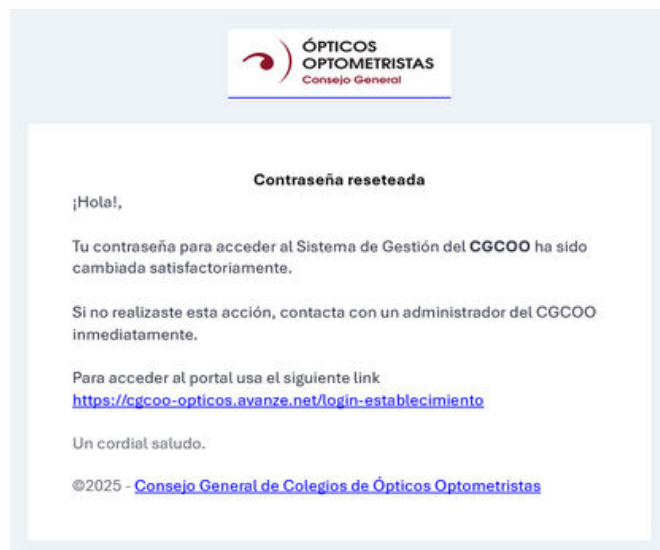 ÓPTICOS
OPTOMETRISTAS
Consejo General
Contraseña reseteada
¡Hola!,
Tu contraseña para acceder al Sistema de Gestión del CGCOO ha sido
cambiada satisfactoriamente.
Si no realizaste esta acción, contacta con un administrador del CGCOO
inmediatamente.
Para acceder al portal usa el siguiente link
https://cgcoo-opticos.avanze.net/login-establecimiento
Un cordial saludo.
©2025 - Consejo General de Colegios de Ópticos Optometristas